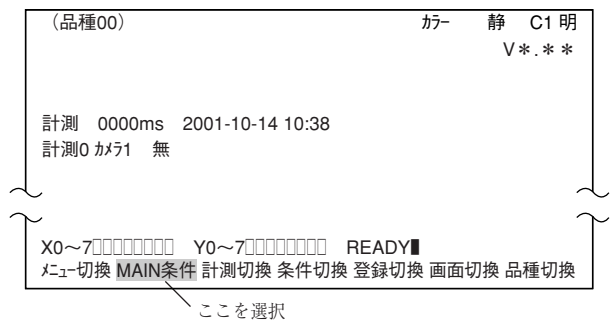 （品種00） ｶﾗｰ 静 C1 明
V＊.＊＊
計測 0000ms 2001-10-14 10:38
計測0 ｶﾒﾗ1 無
X0～7□□□□□□□□ Y0～7□□□□□□□□ READY■
ﾒﾆｭｰ切換 MAIN条件 計測切換 条件切換 登録切換 画面切換 品種切換
ここを選択